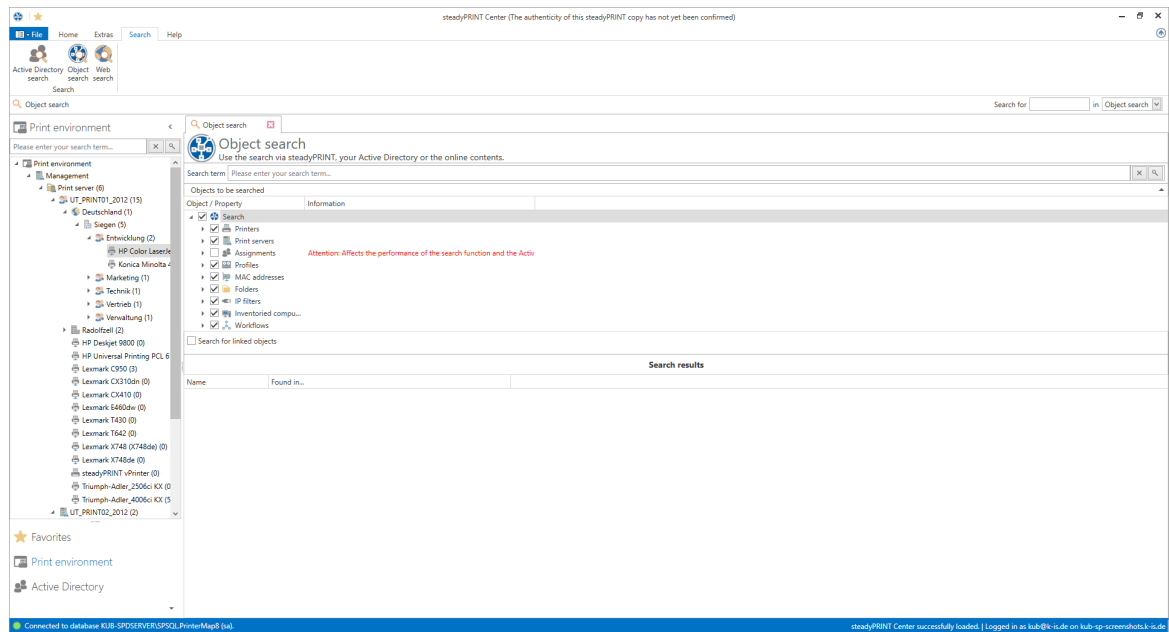 steadyPRINT Center (The authenticity of this steadyPRINT copy has not yet been confirmed)
File Home Extras Search Help
Active Directory search
Object search
Web search
Search
Object search
Search for in Object search
Print environment
Please enter your search term...
Print environment
Management
Print server (6)
UT_PRINT01_2012 (15)
Deutschland (1)
Siegen (5)
Entwicklung (2)
HP Color LaserJe
Konica Minolta 4
Marketing (1)
Technik (1)
Vertrieb (1)
Verwaltung (1)
Radolfzell (2)
HP Deskjet 9800 (0)
HP Universal Printing PCL 6
Lexmark C950 (3)
Lexmark CX310dn (0)
Lexmark CX410 (0)
Lexmark E460dw (0)
Lexmark T430 (0)
Lexmark T642 (0)
Lexmark X748 (X748de) (0)
Lexmark X748de (0)
steadyPRINT vPrinter (0)
Triumph-Adler_2506ci KX (0
Triumph-Adler_4006ci KX (5
UT_PRINT02_2012 (2)
Favorites
Print environment
Active Directory
Object search
Object search
Use the search via steadyPRINT, your Active Directory or the online contents.
Search term Please enter your search term...
Objects to be searched
Object / Property Information
Search
Printers
Print servers
Assignments Attention: Affects the performance of the search function and the Activ
Profiles
MAC addresses
Folders
IP filters
Inventoried compu...
Workflows
Search for linked objects
Search results
Name Found in...
Connected to database KUB-SPDSERVER\SPSQL.PrinterMap8 (sa). steadyPRINT Center successfully loaded. | Logged in as kub@k-is.de on kub-sp-screenshots.k-is.de